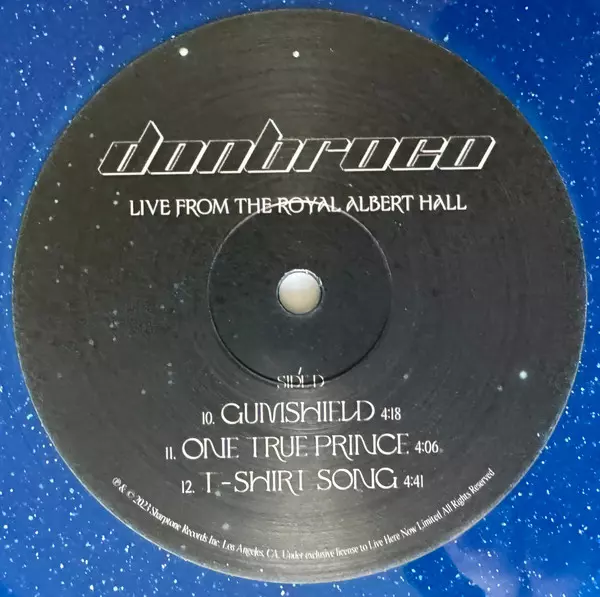 donbroco
LIVE FROM THE ROYAL ALBERT HALL
SIDE D
10. GUMSHIELD 4:18
11. ONE TRUE PRINCE 4:06
12. T-SHIRT SONG 4:41
℗ & © 2023 Sharptone Records Inc. Los Angeles, CA. Under exclusive license to Live Here Now Limited All Rights Reserved